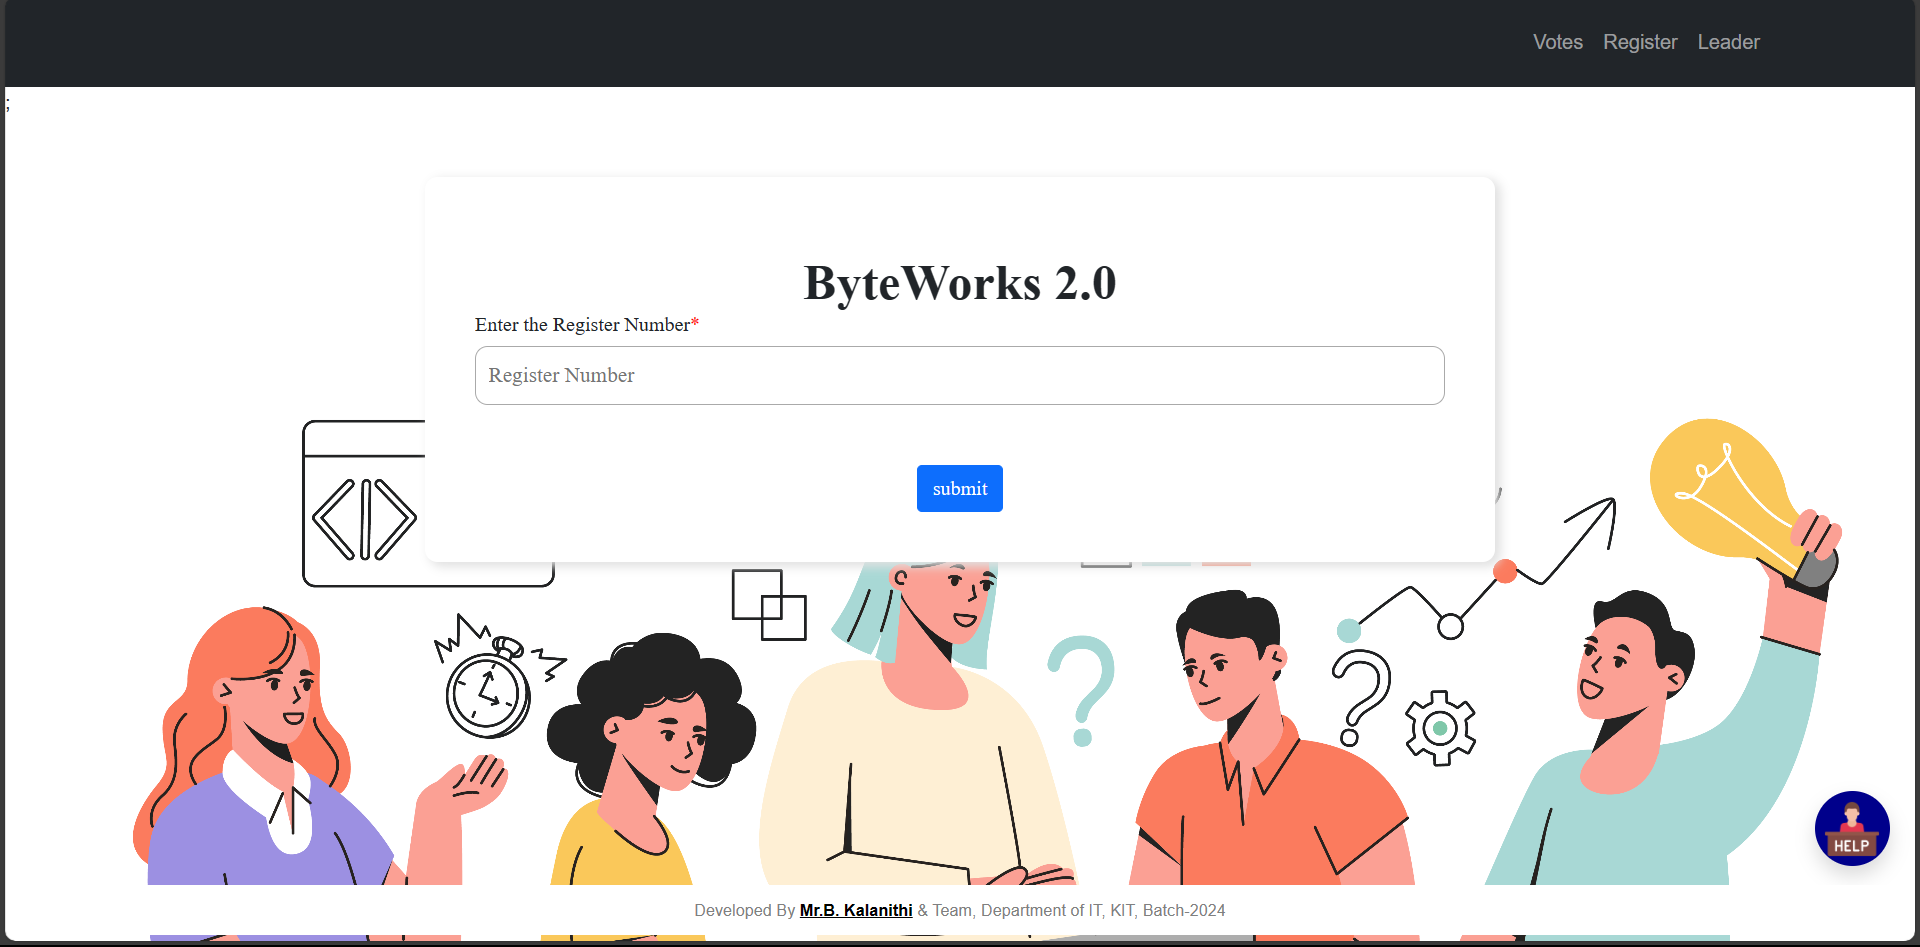 Votes Register Leader
;
ByteWorks 2.0
Enter the Register Number*
Register Number
submit
HELP
Developed By Mr.B. Kalanithi & Team, Department of IT, KIT, Batch-2024